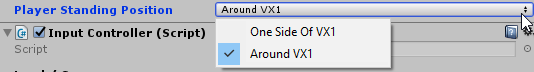 Player Standing Position Around VX1
Input Controller (Script)
One Side Of VX1
Script
Around VX1